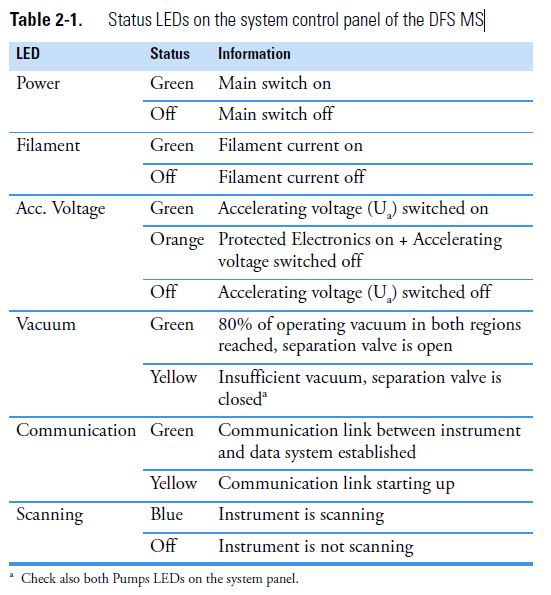 Table 2-1. Status LEDs on the system control panel of the DFS MS
LED Status Information
Power Green Main switch on
Off Main switch off
Filament Green Filament current on
Off Filament current off
Acc. Voltage Green Accelerating voltage (Ua) switched on
Orange Protected Electronics on + Accelerating
voltage switched off
Off Accelerating voltage (Ua) switched off
Vacuum Green 80% of operating vacuum in both regions
reached, separation valve is open
Yellow Insufficient vacuum, separation valve is
closeda
Communication Green Communication link between instrument
and data system established
Yellow Communication link starting up
Scanning Blue Instrument is scanning
Off Instrument is not scanning
a Check also both Pumps LEDs on the system panel.